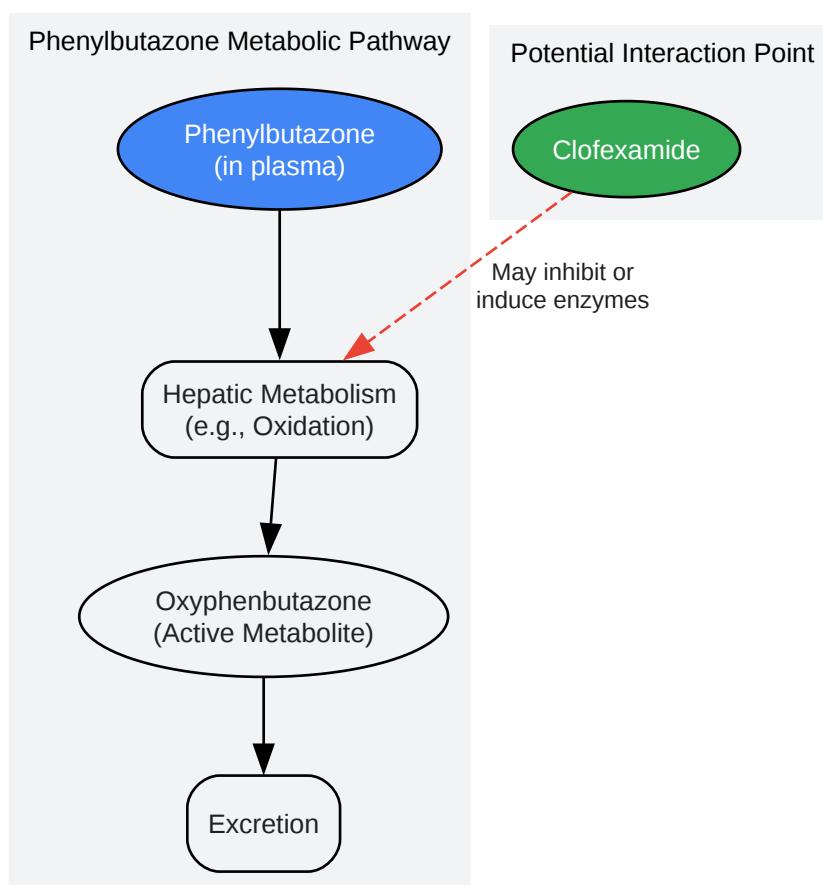 Phenylbutazone Metabolic Pathway
Potential Interaction Point
Phenylbutazone
(in plasma)
Clofexamide
May inhibit or
induce enzymes
Hepatic Metabolism
(e.g., Oxidation)
Oxyphenbutazone
(Active Metabolite)
Excretion